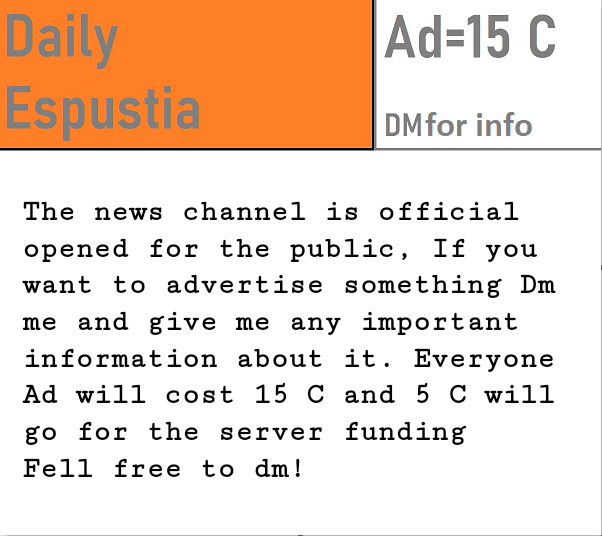 Daily
Espustia
Ad=15 C
DM for info
The news channel is official
opened for the public, If you
want to advertise something Dm
me and give me any important
information about it. Everyone
Ad will cost 15 C and 5 C will
go for the server funding
Fell free to dm!